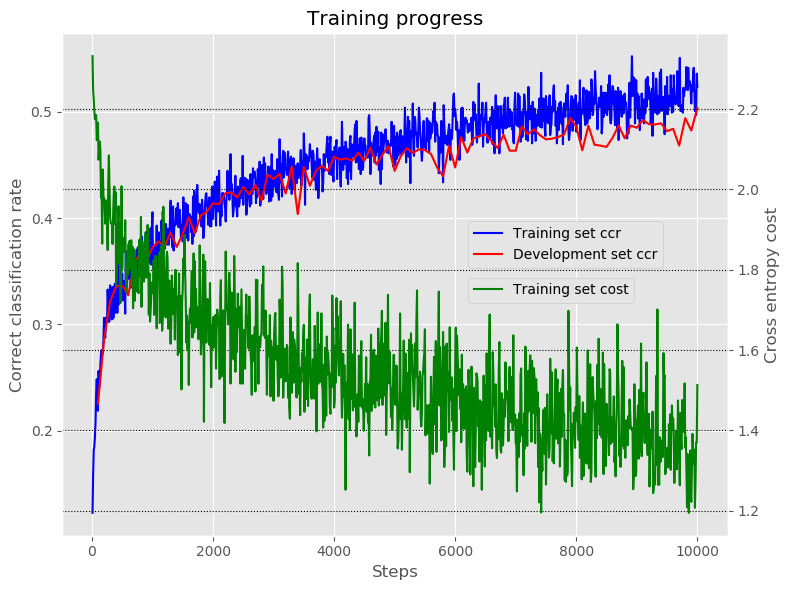 Training progress
Correct classification rate
0.5
0.4
0.3
0.2
Training set ccr
Development set ccr
Training set cost
2.2
2.0
1.8
1.6
1.4
1.2
Cross entropy cost
0
2000
4000
6000
8000
10000
Steps